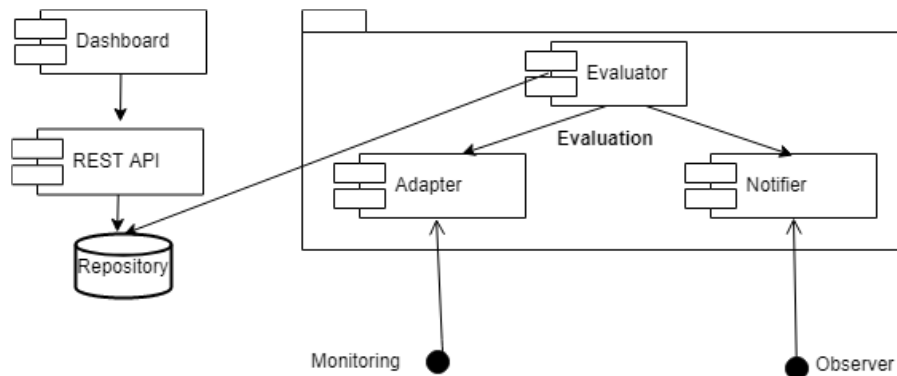 Dashboard
Evaluator
Evaluation
REST API
Adapter
Notifier
Repository
Monitoring
Observer